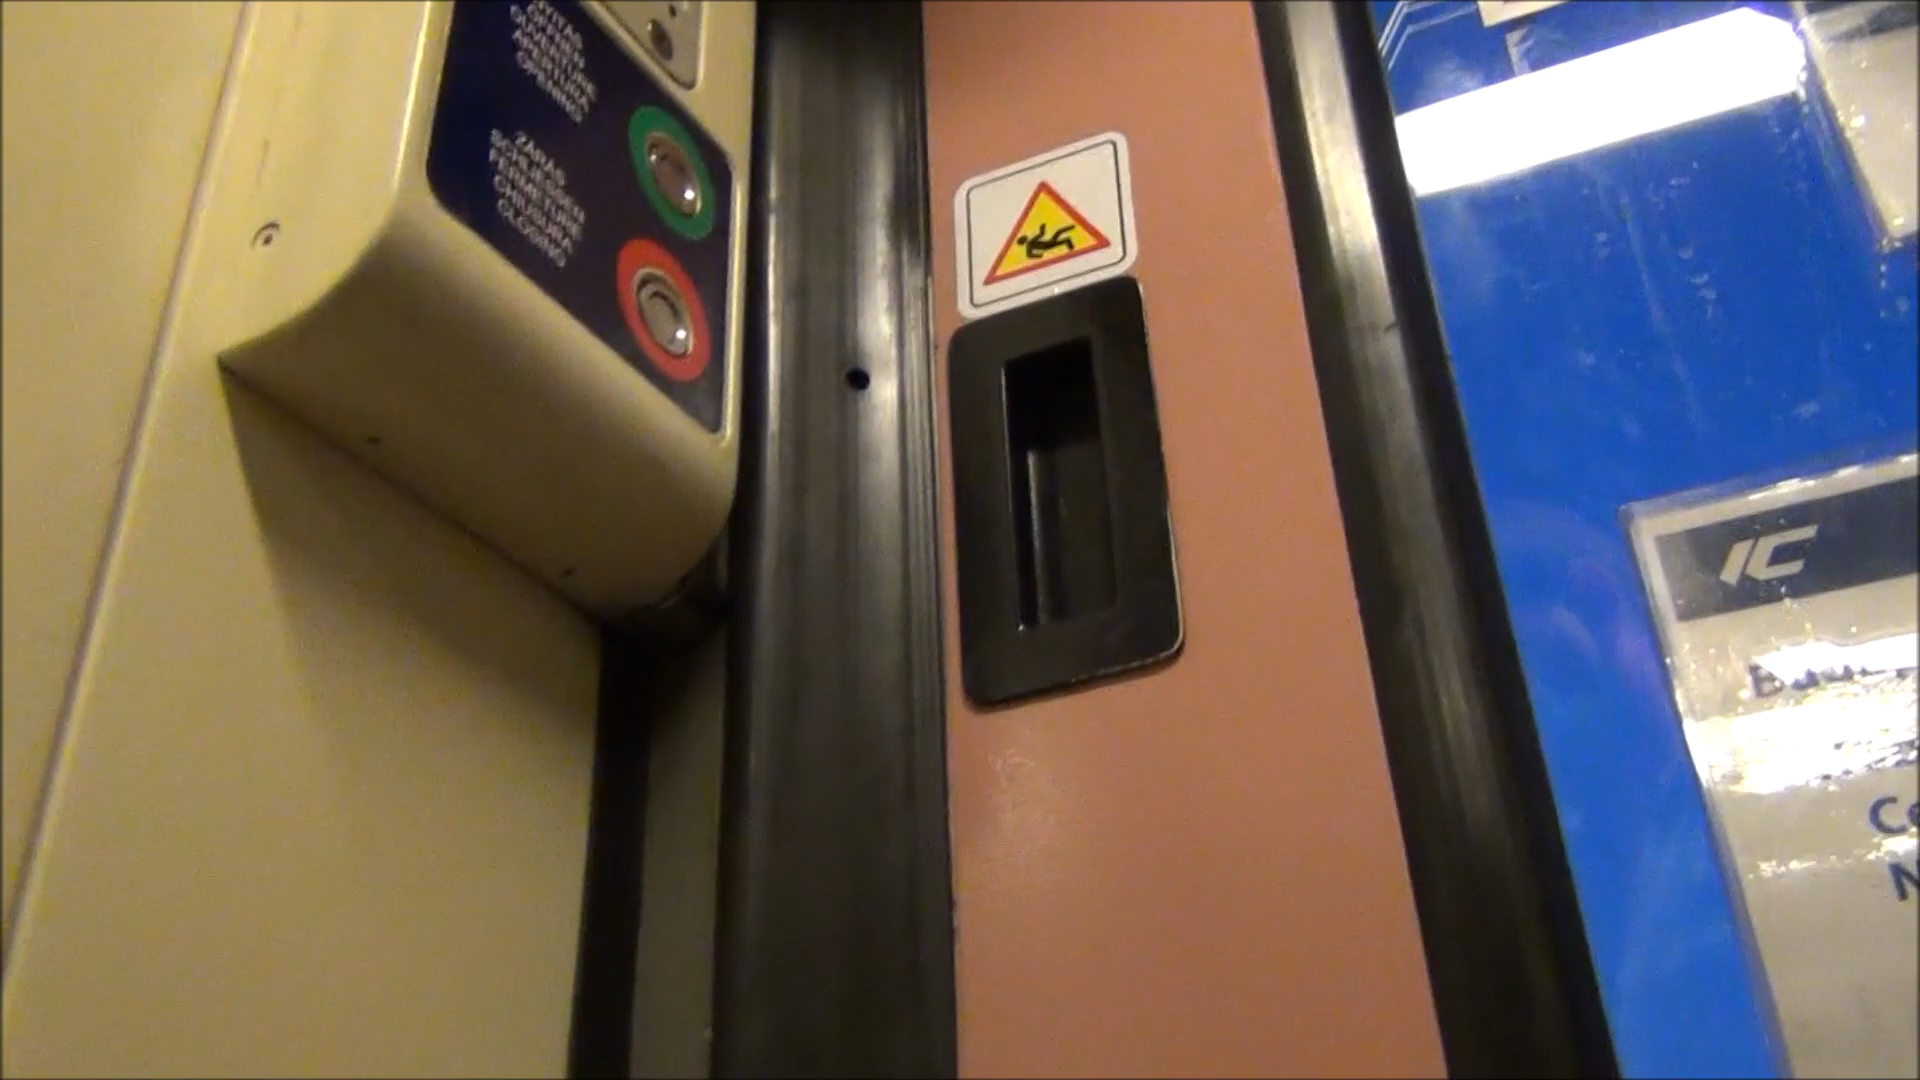 NYITÁS
ÖFFNEN
OUVERTURE
APERTURA
OPENING
ZÁRÁS
SCHLIESSEN
FERMETURE
CHIUSURA
CLOSING
IC